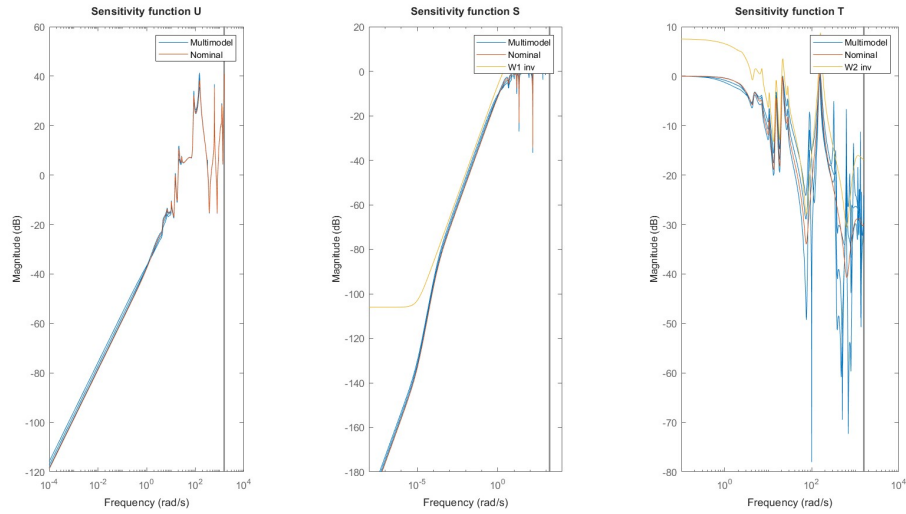 Sensitivity function U
60
40
20
0
-20
-40
-60
-80
-100
-120
Magnitude (dB)
Multimodel
Nominal
10^-4
10^-2
10^0
10^2
10^4
Frequency (rad/s)
Sensitivity function S
20
0
-20
-40
-60
-80
-100
-120
-140
-160
-180
Magnitude (dB)
Multimodel
Nominal
W1 inv
10^-5
10^0
Frequency (rad/s)
Sensitivity function T
10
0
-10
-20
-30
-40
-50
-60
-70
-80
Magnitude (dB)
Multimodel
Nominal
W2 inv
10^0
10^1
10^2
10^3
10^4
Frequency (rad/s)